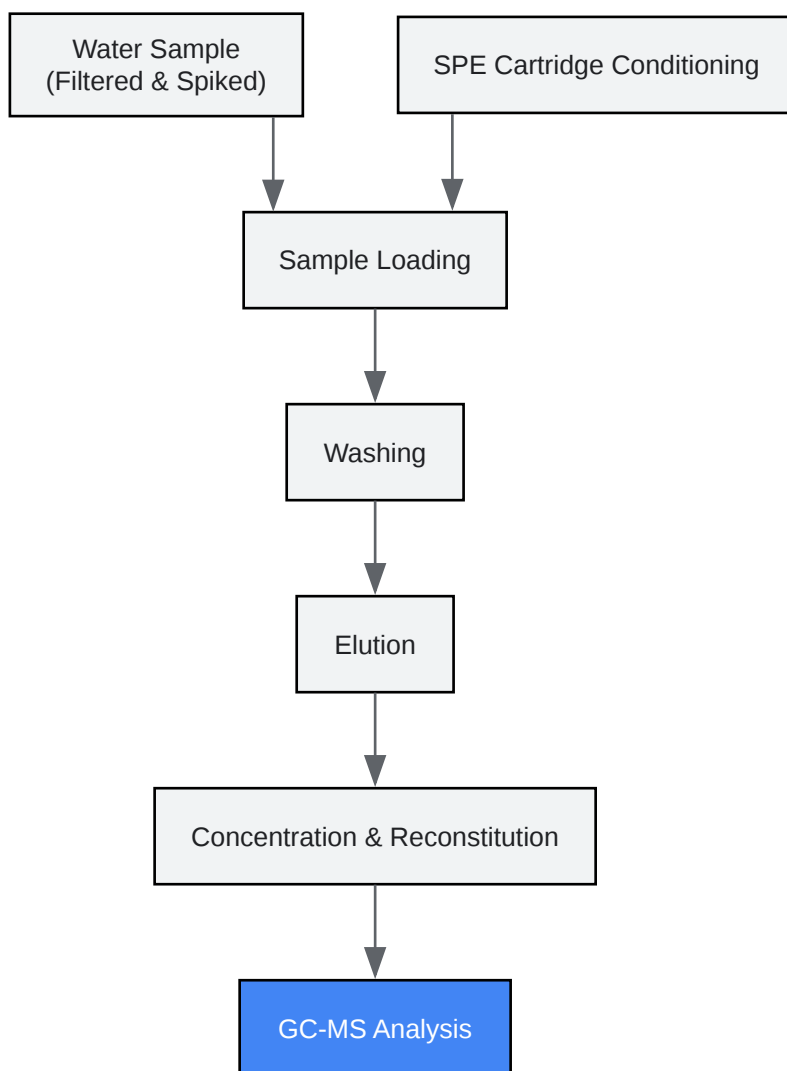 Water Sample
(Filtered & Spiked)
SPE Cartridge Conditioning
Sample Loading
Washing
Elution
Concentration & Reconstitution
GC-MS Analysis